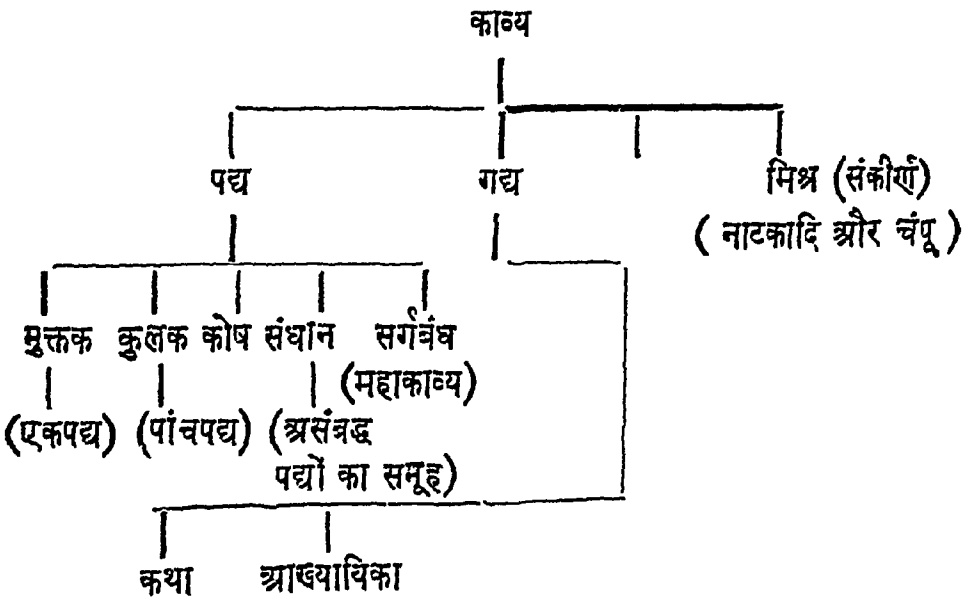 काव्य
पद्य गद्य मिश्र (संकीर्ण)
( नाटकादि और चंपू )
मुक्तक कुलक कोष संघान सर्गबंध
(महाकाव्य)
(एकपद्य) (पांचपद्य) (असंबद्ध
पद्यों का समूह)
कथा आख्यायिका